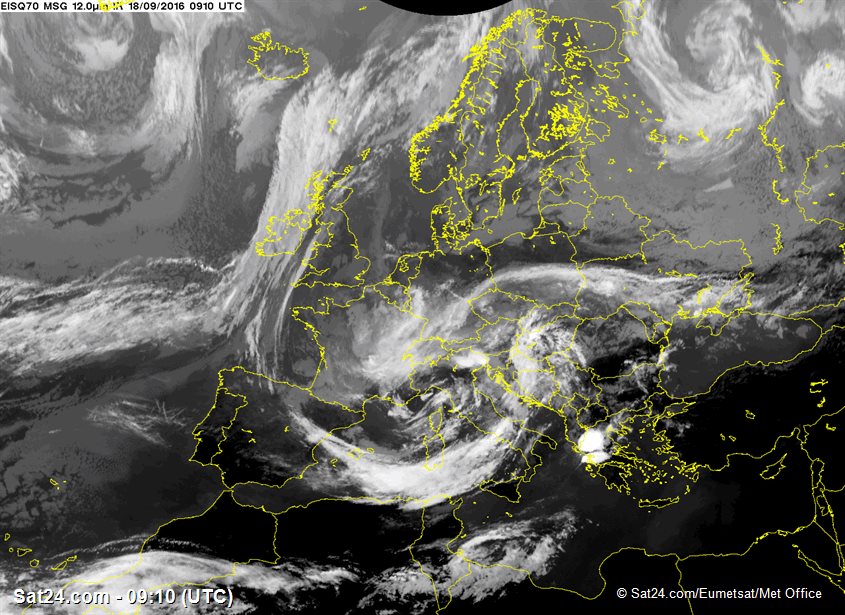 EISQ70 MSG 12.0µm IR 18/09/2016 0910 UTC
Sat24.com - 09:10 (UTC)
© Sat24.com/Eumetsat/Met Office